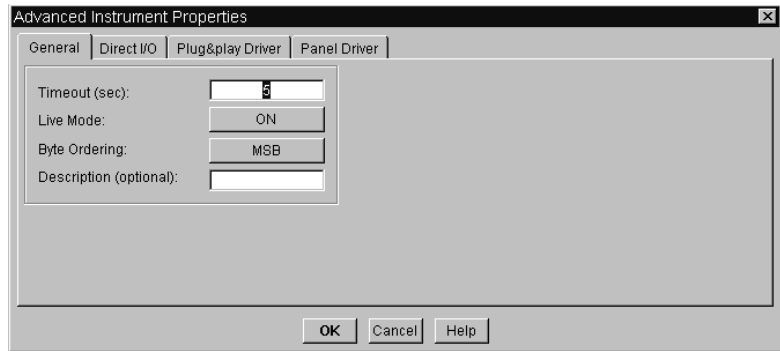 Advanced Instrument Properties
General Direct I/O Plug&play Driver Panel Driver
Timeout (sec): 5
Live Mode: ON
Byte Ordering: MSB
Description (optional):
OK Cancel Help